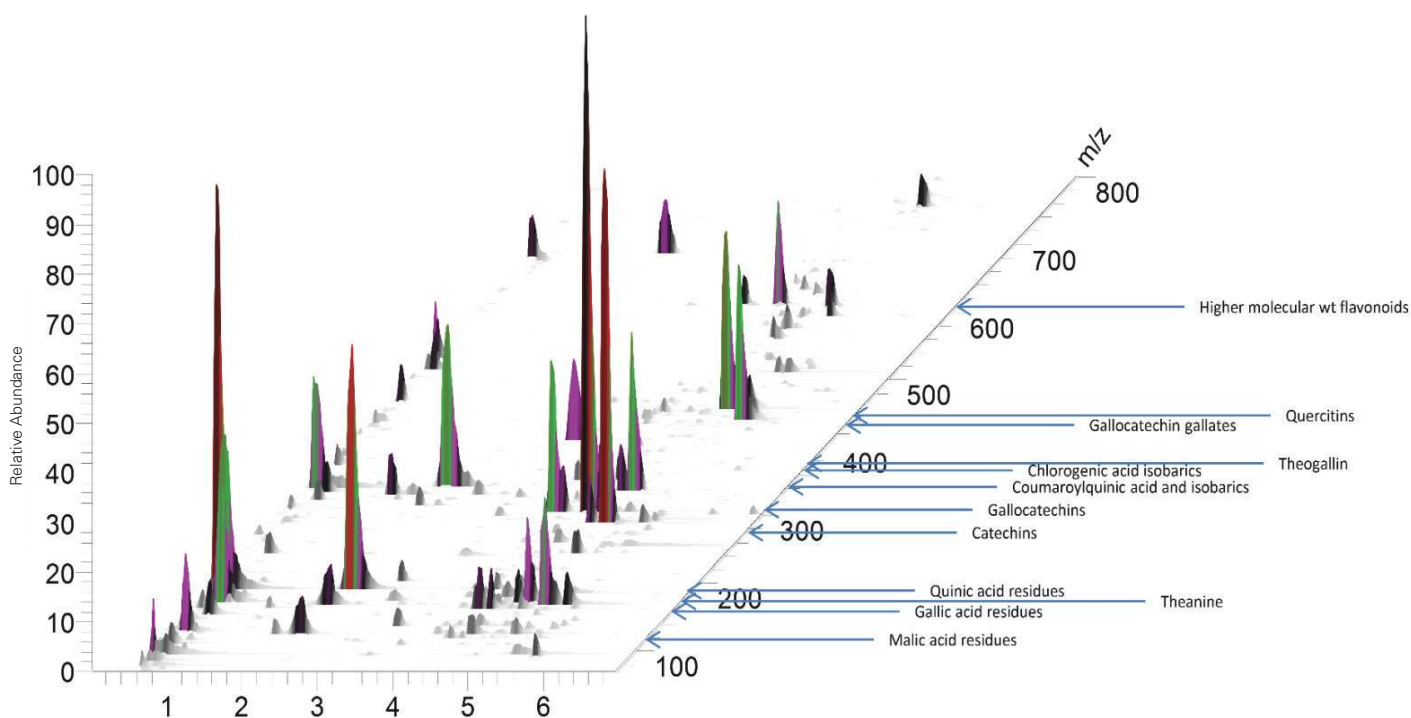 m/z
800
700
600
500
400
300
200
100
Relative Abundance
100
90
80
70
60
50
40
30
20
10
0
1 2 3 4 5 6
Higher molecular wt flavonoids
Quercitins
Gallocatechin gallates
Theogallin
Chlorogenic acid isobarics
Coumaroylquinic acid and isobarics
Gallocatechins
Catechins
Quinic acid residues
Theanine
Gallic acid residues
Malic acid residues